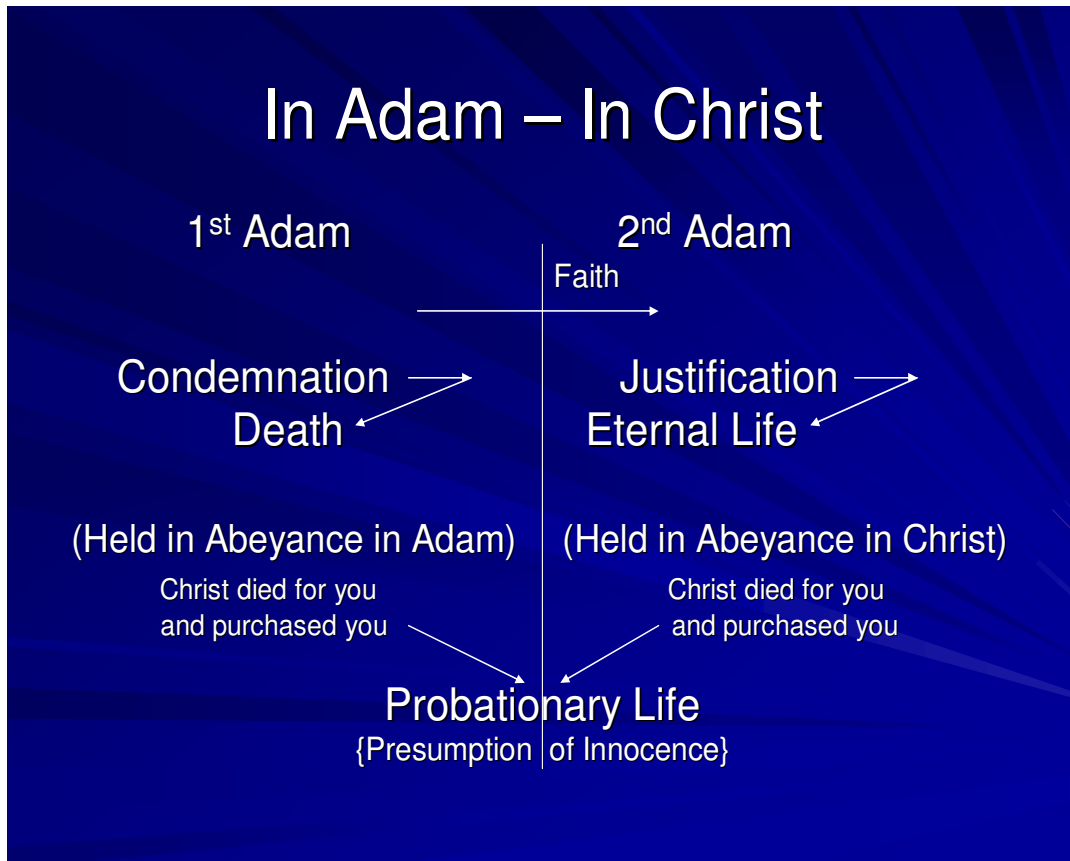 In Adam – In Christ
1st Adam
2nd Adam
Faith
Condemnation
Death
Justification
Eternal Life
(Held in Abeyance in Adam)
Christ died for you
and purchased you
(Held in Abeyance in Christ)
Christ died for you
and purchased you
Probationary Life
{Presumption of Innocence}